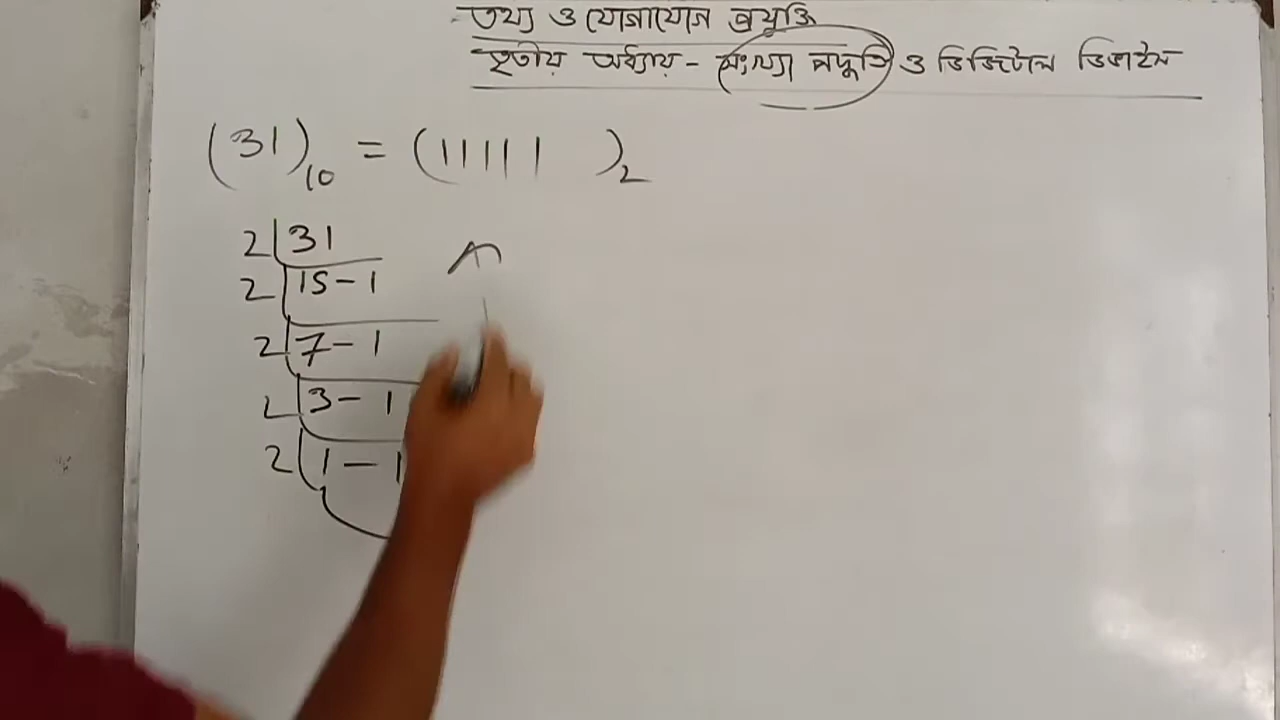 তথ্য ও যোগাযোগ প্রযুক্তি
তৃতীয় অধ্যায় - সংখ্যা পদ্ধতি ও ডিজিটাল ডিভাইস
(31)10 = (11111 )2
2 31
2 15 - 1
2 7 - 1
2 3 - 1
2 1 - 1